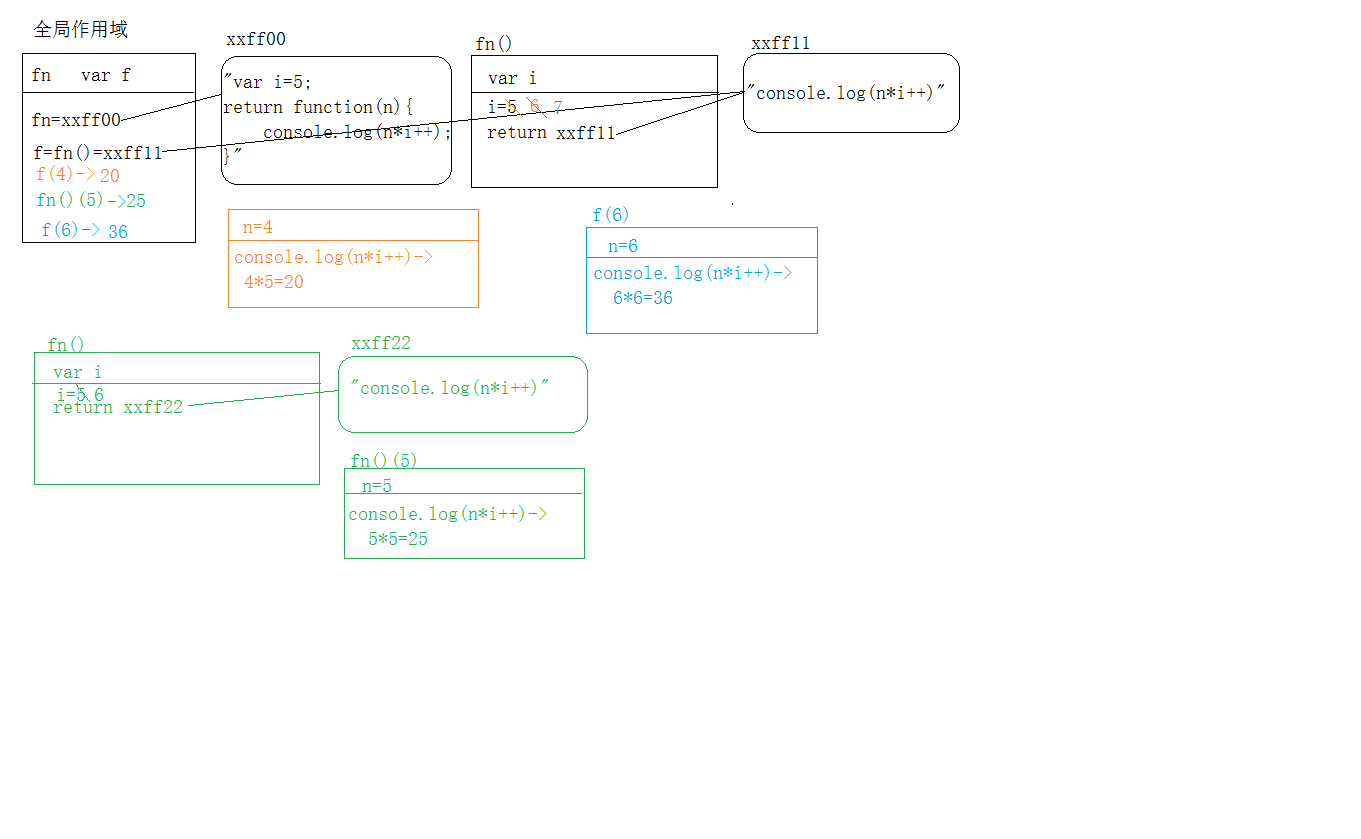 全局作用域
fn var f
fn=xxff00
f=fn()=xxff11
f(4)->20
fn()(5)->25
f(6)-> 36
xxff00
"var i=5;
return function(n){
console.log(n*i++);
}"
fn()
var i
i=5 6 7
return xxff11
xxff11
"console.log(n*i++)"
n=4
console.log(n*i++)->
4*5=20
f(6)
n=6
console.log(n*i++)->
6*6=36
fn()
var i
i=5 6
return xxff22
xxff22
"console.log(n*i++)"
fn()(5)
n=5
console.log(n*i++)->
5*5=25